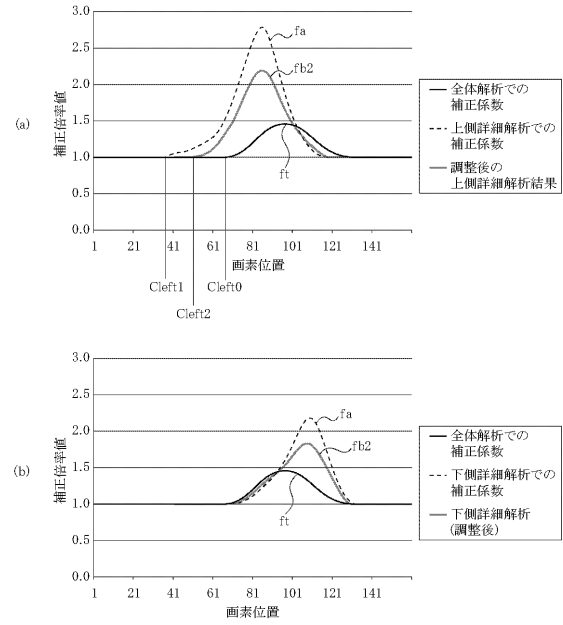 (a)
補正倍率値
3.0
2.5
2.0
1.5
1.0
0.5
0.0
fa
fb2
ft
1 21 41 61 81 101 121 141
画素位置
Cleft1
Cleft2
Cleft0
全体解析での
補正係数
上側詳細解析での
補正係数
調整後の
上側詳細解析結果
(b)
補正倍率値
3.0
2.5
2.0
1.5
1.0
0.5
0.0
fa
fb2
ft
1 21 41 61 81 101 121 141
画素位置
全体解析での
補正係数
下側詳細解析での
補正係数
下側詳細解析
(調整後)